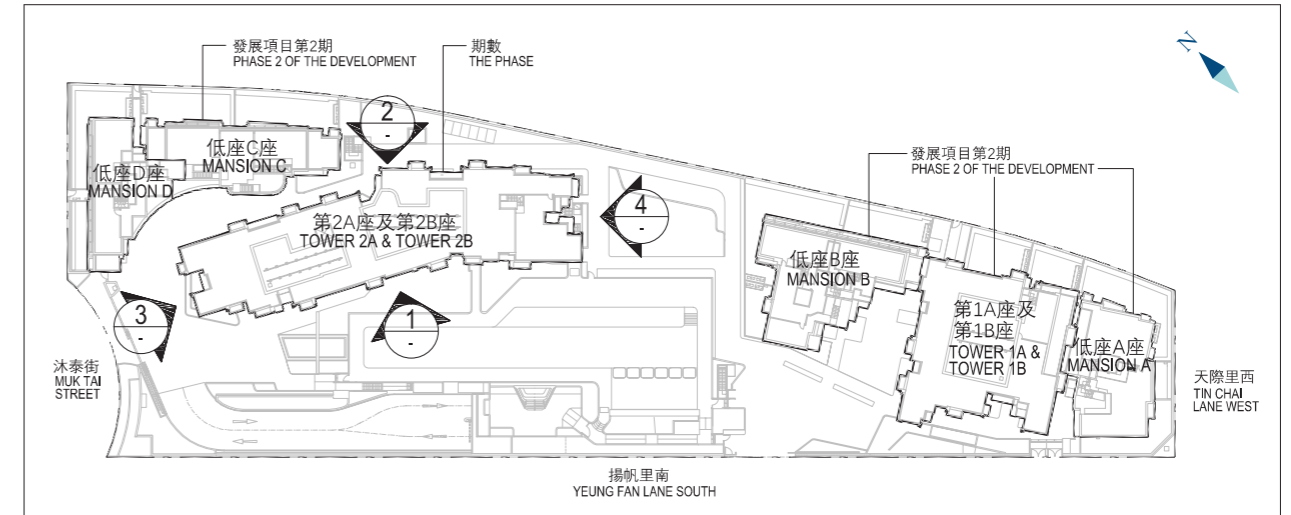 發展項目第2期
PHASE 2 OF THE DEVELOPMENT
期數
THE PHASE
N
2
-
低座C座
MANSION C
低座D座
MANSION D
發展項目第2期
PHASE 2 OF THE DEVELOPMENT
4
-
第2A座及第2B座
TOWER 2A & TOWER 2B
低座B座
MANSION B
3
-
1
-
第1A座及
第1B座
TOWER 1A &
TOWER 1B
低座A座
MANSION A
沐泰街
MUK TAI
STREET
天際里西
TIN CHAI
LANE WEST
揚帆里南
YEUNG FAN LANE SOUTH